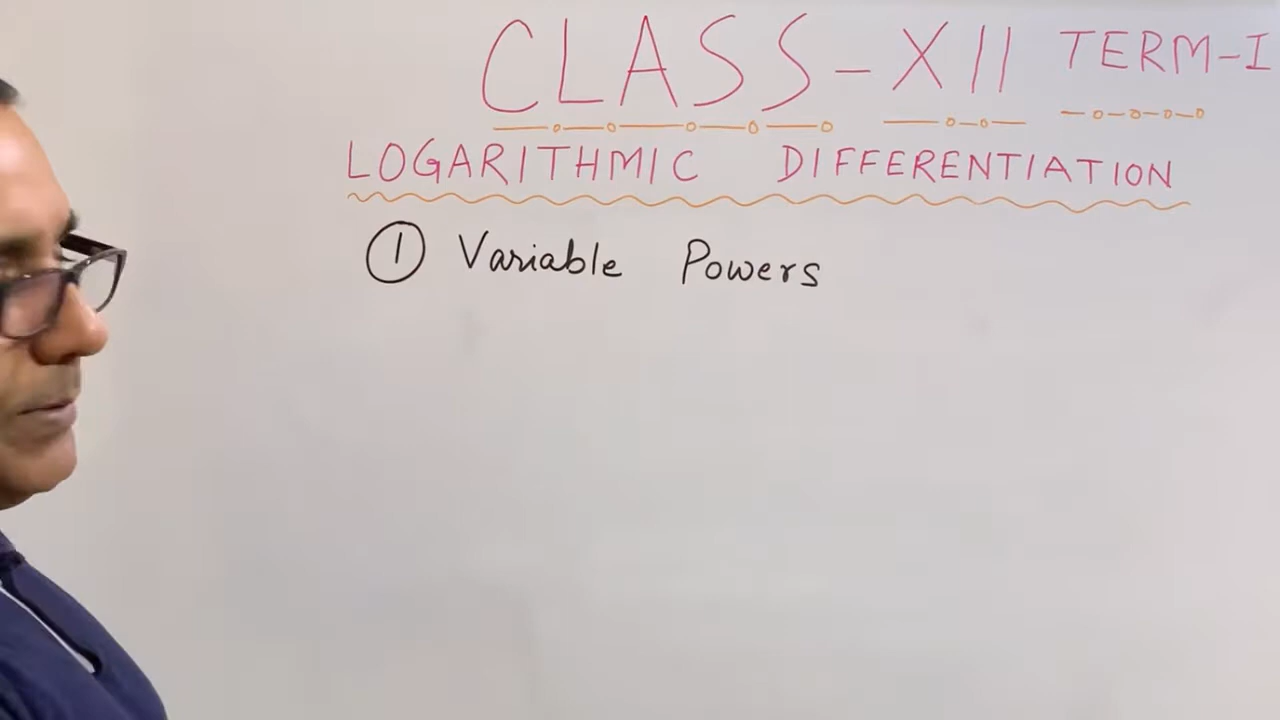 CLASS-XII TERM-I
LOGARITHMIC DIFFERENTIATION
① Variable Powers